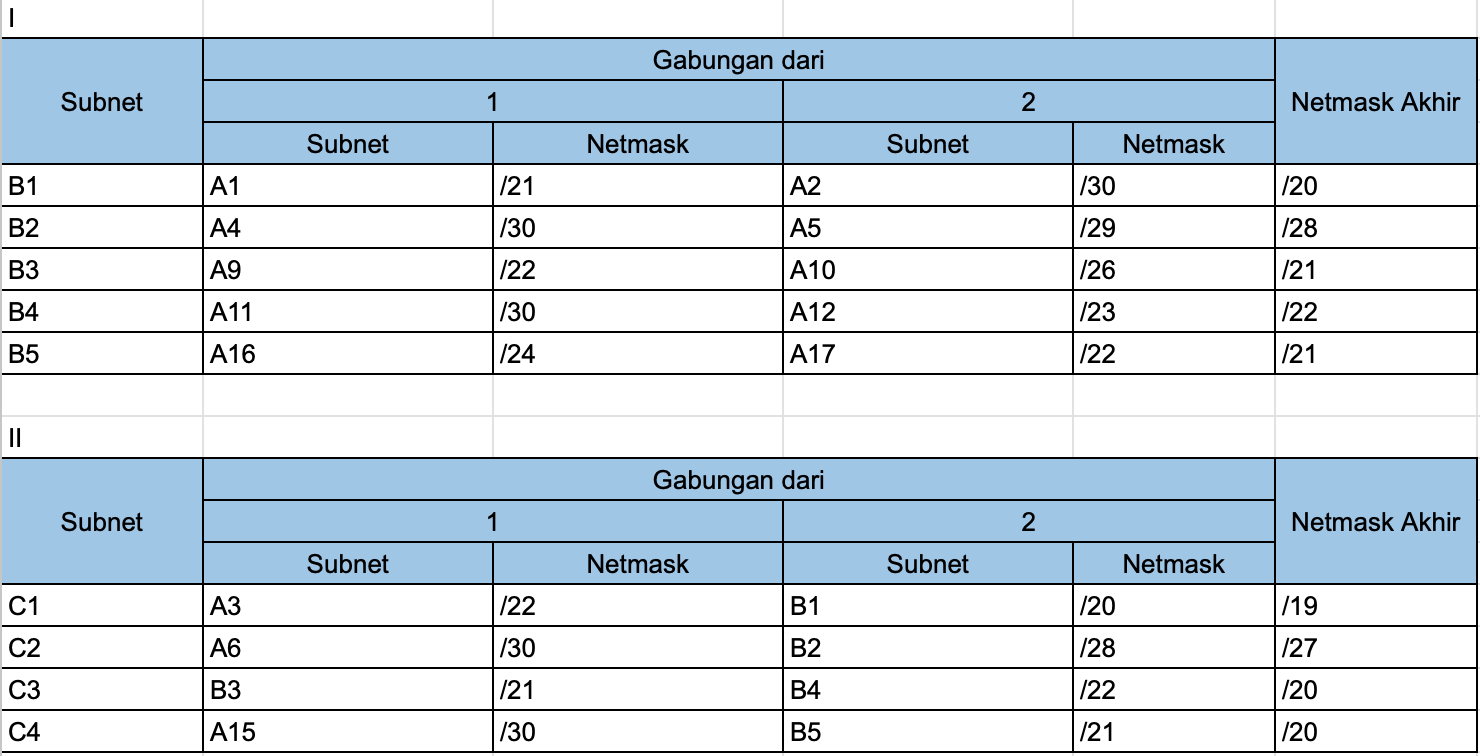 I
Gabungan dari
Subnet 1 2 Netmask Akhir
Subnet Netmask Subnet Netmask
B1 A1 /21 A2 /30 /20
B2 A4 /30 A5 /29 /28
B3 A9 /22 A10 /26 /21
B4 A11 /30 A12 /23 /22
B5 A16 /24 A17 /22 /21
II
Gabungan dari
Subnet 1 2 Netmask Akhir
Subnet Netmask Subnet Netmask
C1 A3 /22 B1 /20 /19
C2 A6 /30 B2 /28 /27
C3 B3 /21 B4 /22 /20
C4 A15 /30 B5 /21 /20